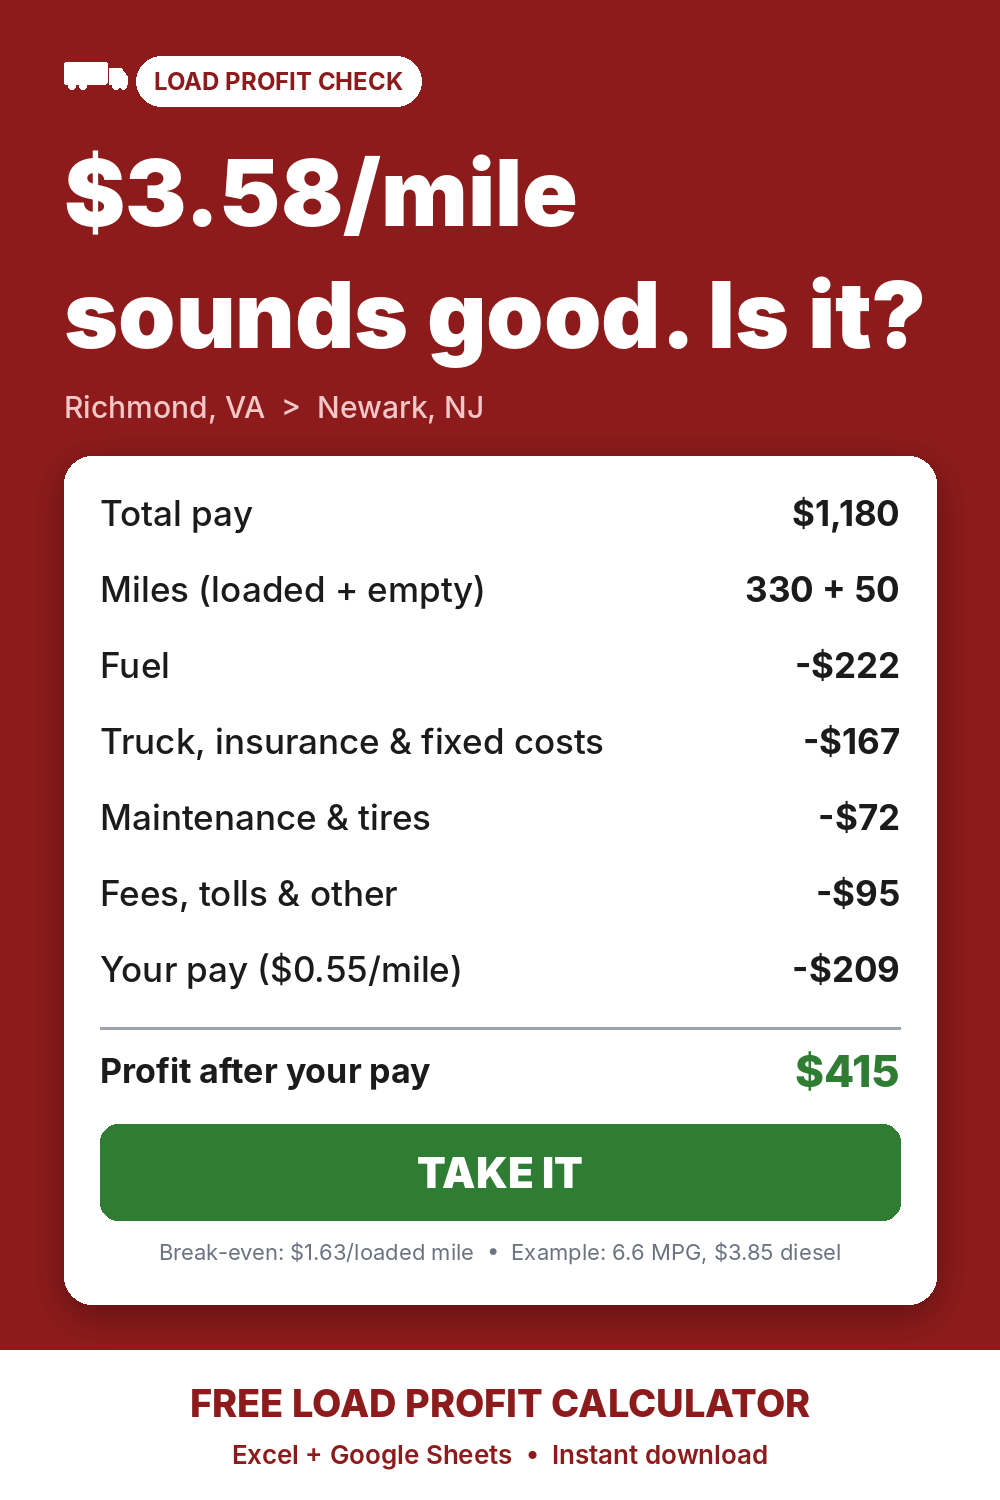 LOAD PROFIT CHECK
$3.58/mile
sounds good. Is it?
Richmond, VA > Newark, NJ
Total pay $1,180
Miles (loaded + empty) 330 + 50
Fuel -$222
Truck, insurance & fixed costs -$167
Maintenance & tires -$72
Fees, tolls & other -$95
Your pay ($0.55/mile) -$209
Profit after your pay $415
TAKE IT
Break-even: $1.63/loaded mile • Example: 6.6 MPG, $3.85 diesel
FREE LOAD PROFIT CALCULATOR
Excel + Google Sheets • Instant download